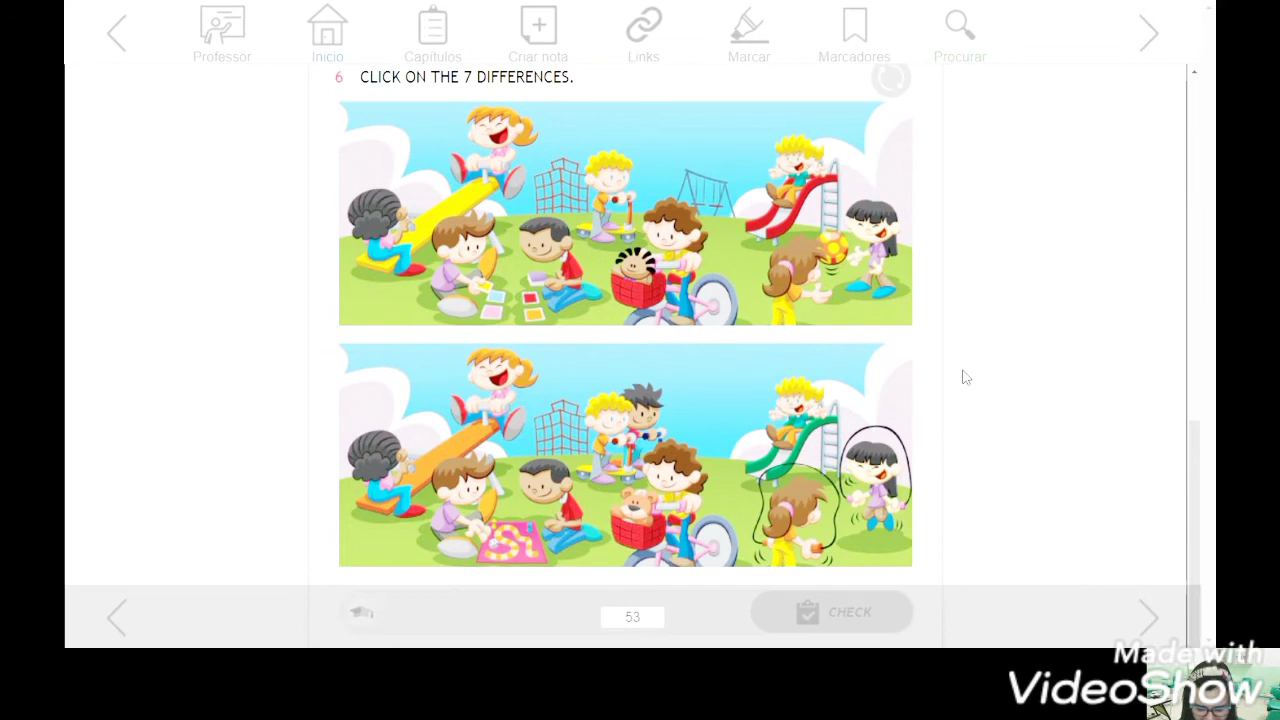 Professor Inicio Capítulos Criar nota Links Marcar Marcadores Procurar
6 CLICK ON THE 7 DIFFERENCES.
53
CHECK
Made with
VideoShow